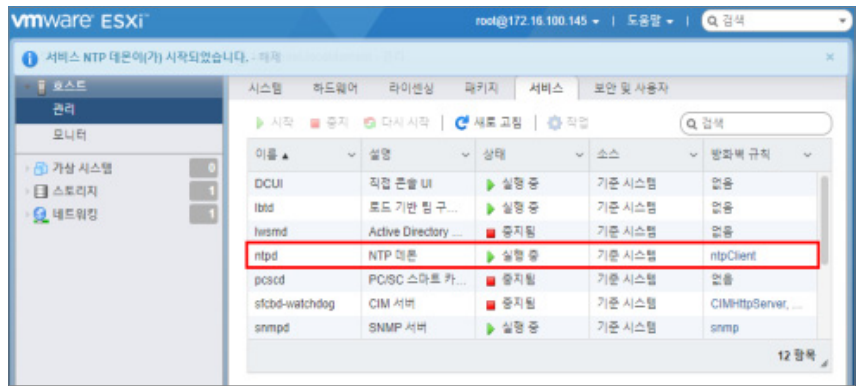 vmware ESXi™
root@172.16.100.145 | 도움말 | 검색
서비스 NTP 데몬이(가) 시작되었습니다. - 해제
호스트
관리
모니터
가상 시스템 0
스토리지 1
네트워킹 1
시스템 하드웨어 라이센싱 패키지 서비스 보안 및 사용자
시작 중지 다시 시작 | 새로 고침 | 작업 검색
이름 설명 상태 소스 방화벽 규칙
DCUI 직접 콘솔 UI 실행 중 기준 시스템 없음
lbtd 로드 기반 팀 구... 실행 중 기준 시스템 없음
lwsmd Active Directory ... 중지됨 기준 시스템 없음
ntpd NTP 데몬 실행 중 기준 시스템 ntpClient
pcscd PC/SC 스마트 카... 중지됨 기준 시스템 없음
sfcbd-watchdog CIM 서버 중지됨 기준 시스템 CIMHttpServer, ...
snmpd SNMP 서버 실행 중 기준 시스템 snmp
12 항목